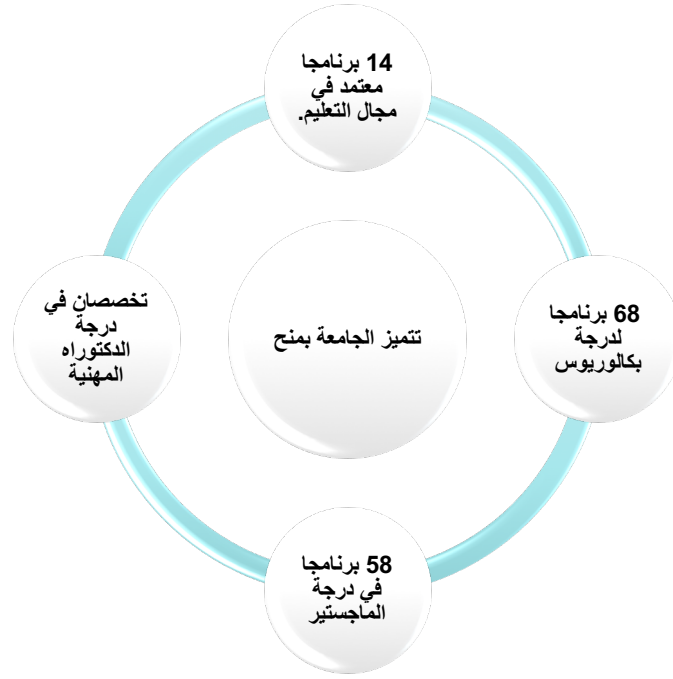 تتميز الجامعة بمنح
14 برنامجا
معتمد في
مجال التعليم.
68 برنامجا
لدرجة
بكالوريوس
58 برنامجا
في درجة
الماجستير
تخصصان في
درجة
الدكتوراه
المهنية